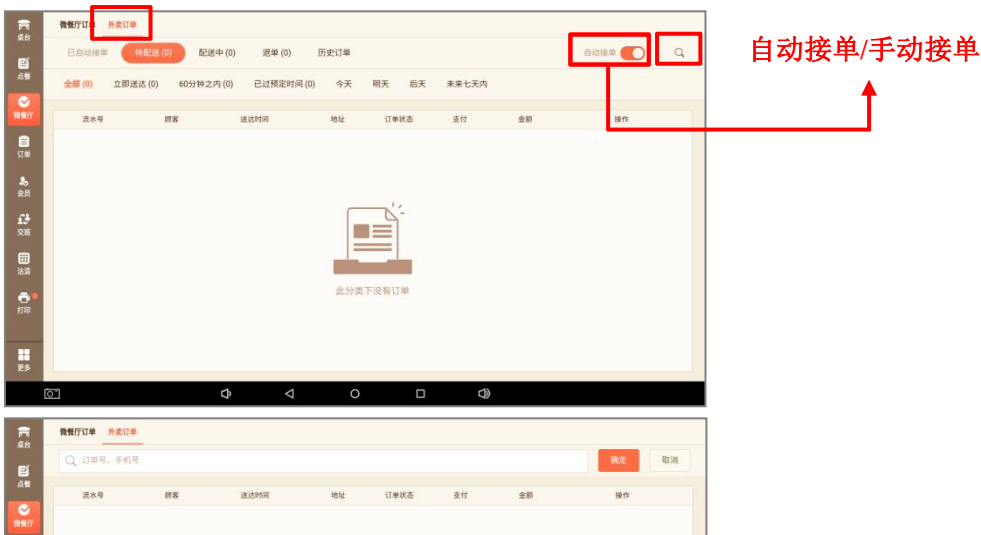 微餐厅订单 外卖订单
已自动接单 待配送 (0) 配送中 (0) 退单 (0) 历史订单 自动接单
自动接单/手动接单
全部 (0) 立即送达 (0) 60分钟之内 (0) 已过预定时间 (0) 今天 明天 后天 未来七天内
流水号 顾客 送达时间 地址 订单状态 支付 金额 操作
桌台
点餐
微餐厅
订单
会员
交班
沽清
打印
更多
此分类下没有订单
微餐厅订单 外卖订单
订单号、手机号 确定 取消
流水号 顾客 送达时间 地址 订单状态 支付 金额 操作
桌台
点餐
微餐厅